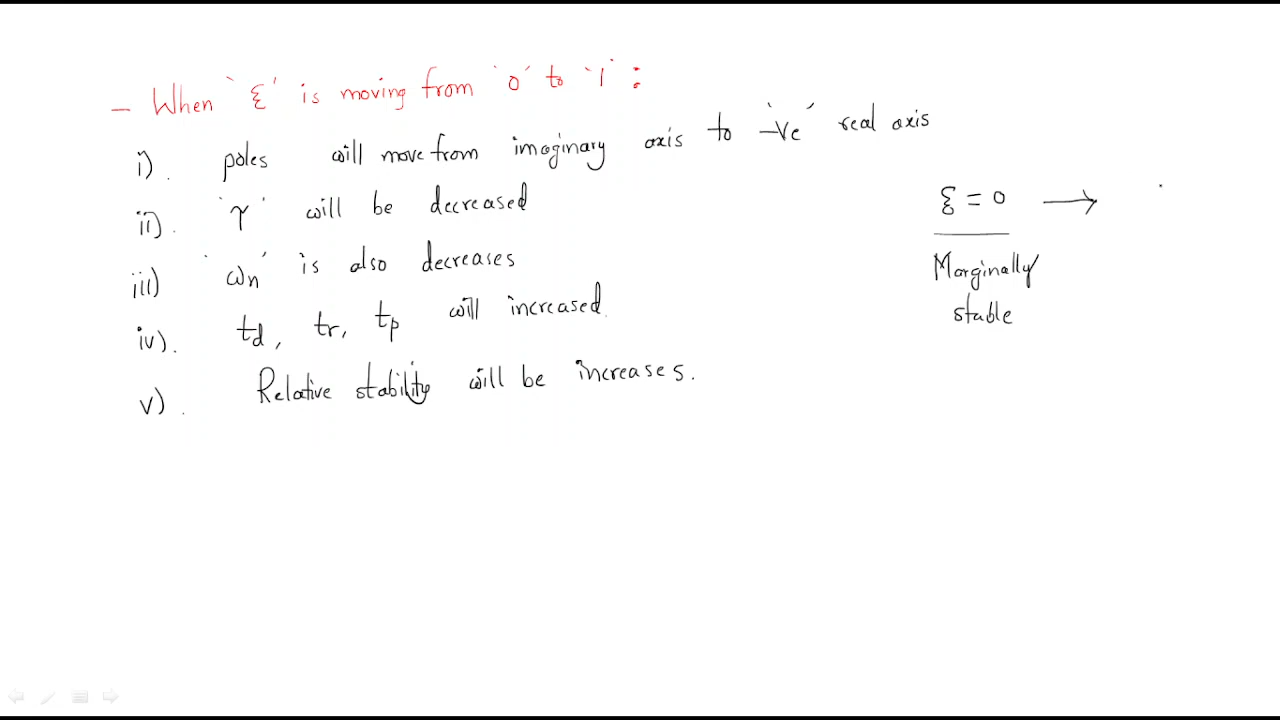 - When 'ξ' is moving from '0' to '1' :
i). poles will move from imaginary axis to '-ve' real axis
ii). 'τ' will be decreased
iii) 'ωn' is also decreases
iv). td, tr, tp will increased.
v). Relative stability will be increases.
ξ = 0 →
Marginally
stable